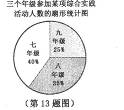 三个年级参加某项综合实践
活动人数的扇形统计图
九
年级
25%
七
年级
40%
八
年级
35%
（第13题图）